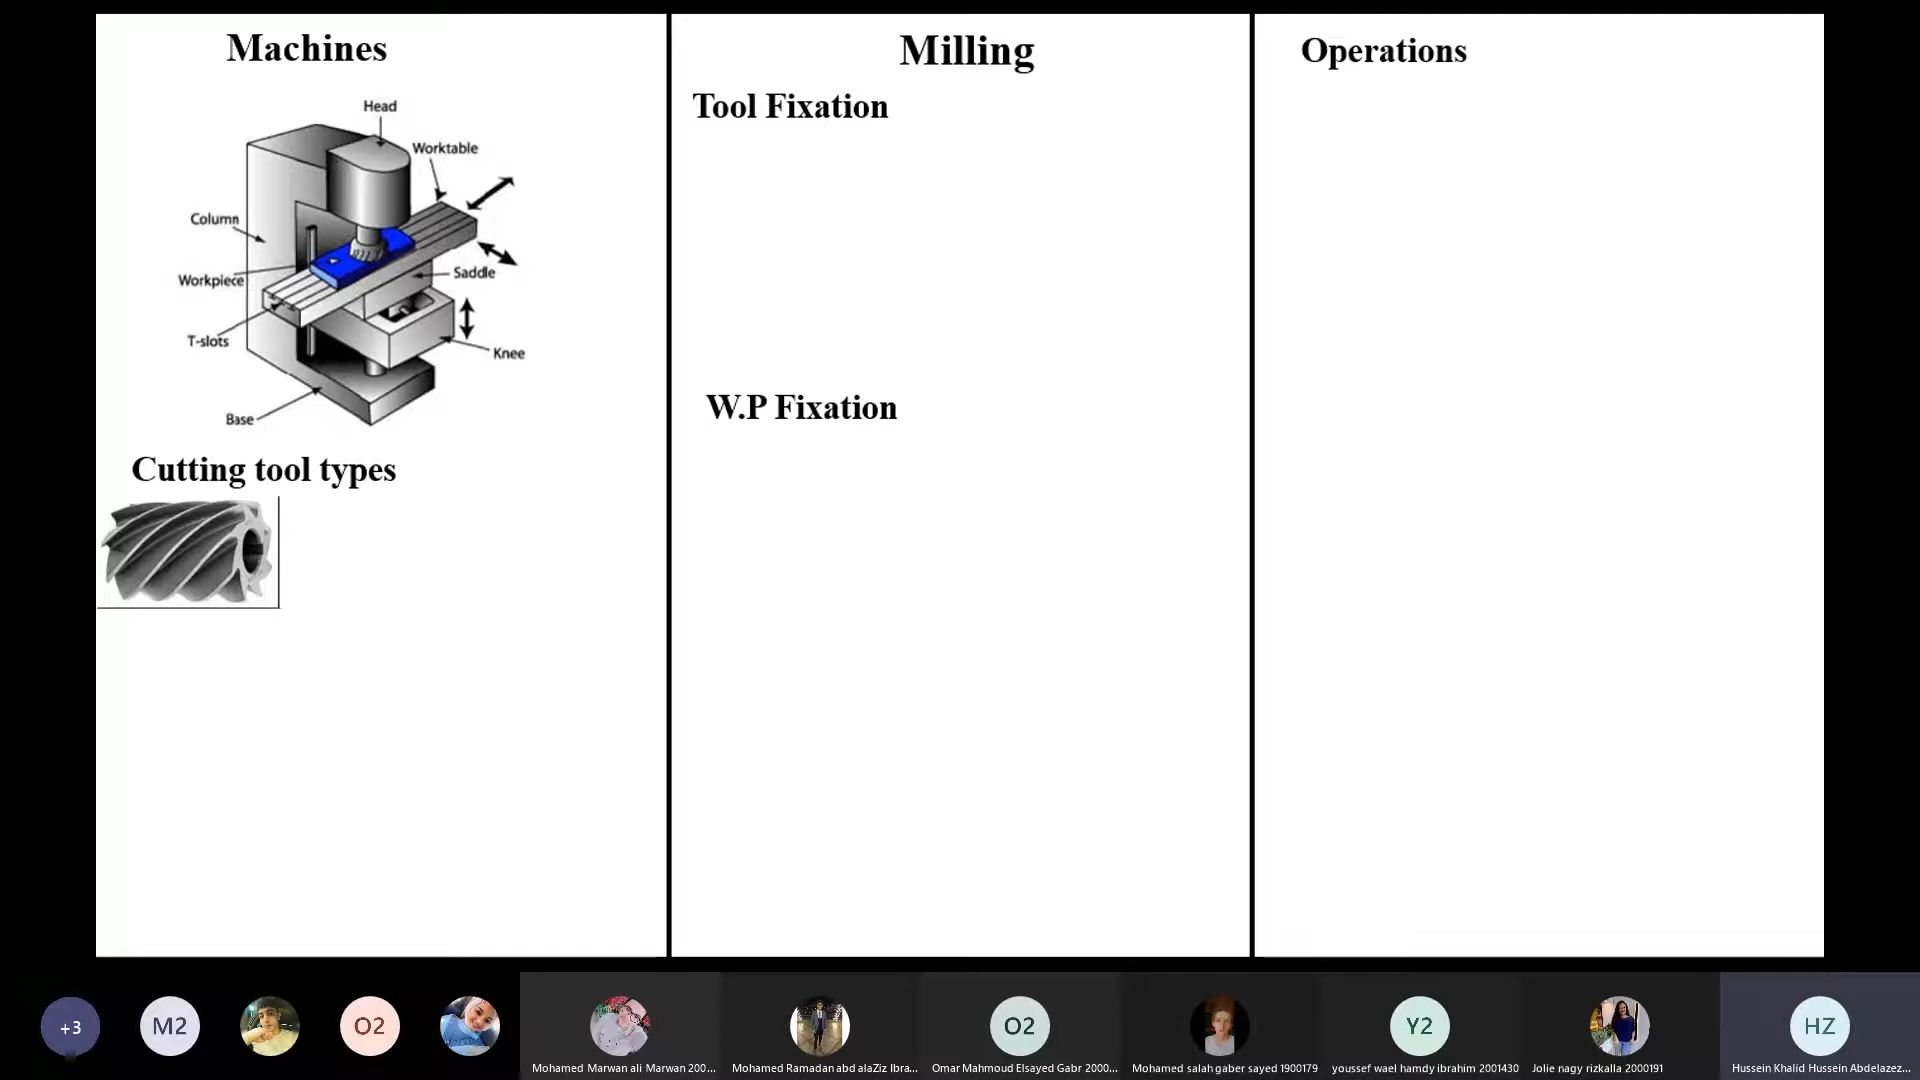 Machines
Head
Worktable
Column
Workpiece
Saddle
T-slots
Knee
Base
Cutting tool types
Milling
Tool Fixation
W.P Fixation
Operations
+3
M2
O2
Mohamed Marwan ali Marwan 200...
Mohamed Ramadan abd alaZiz Ibra...
O2
Omar Mahmoud Elsayed Gabr 2000...
Mohamed salah gaber sayed 1900179
Y2
youssef wael hamdy ibrahim 2001430
Jolie nagy rizkalla 2000191
HZ
Hussein Khalid Hussein Abdelazez...